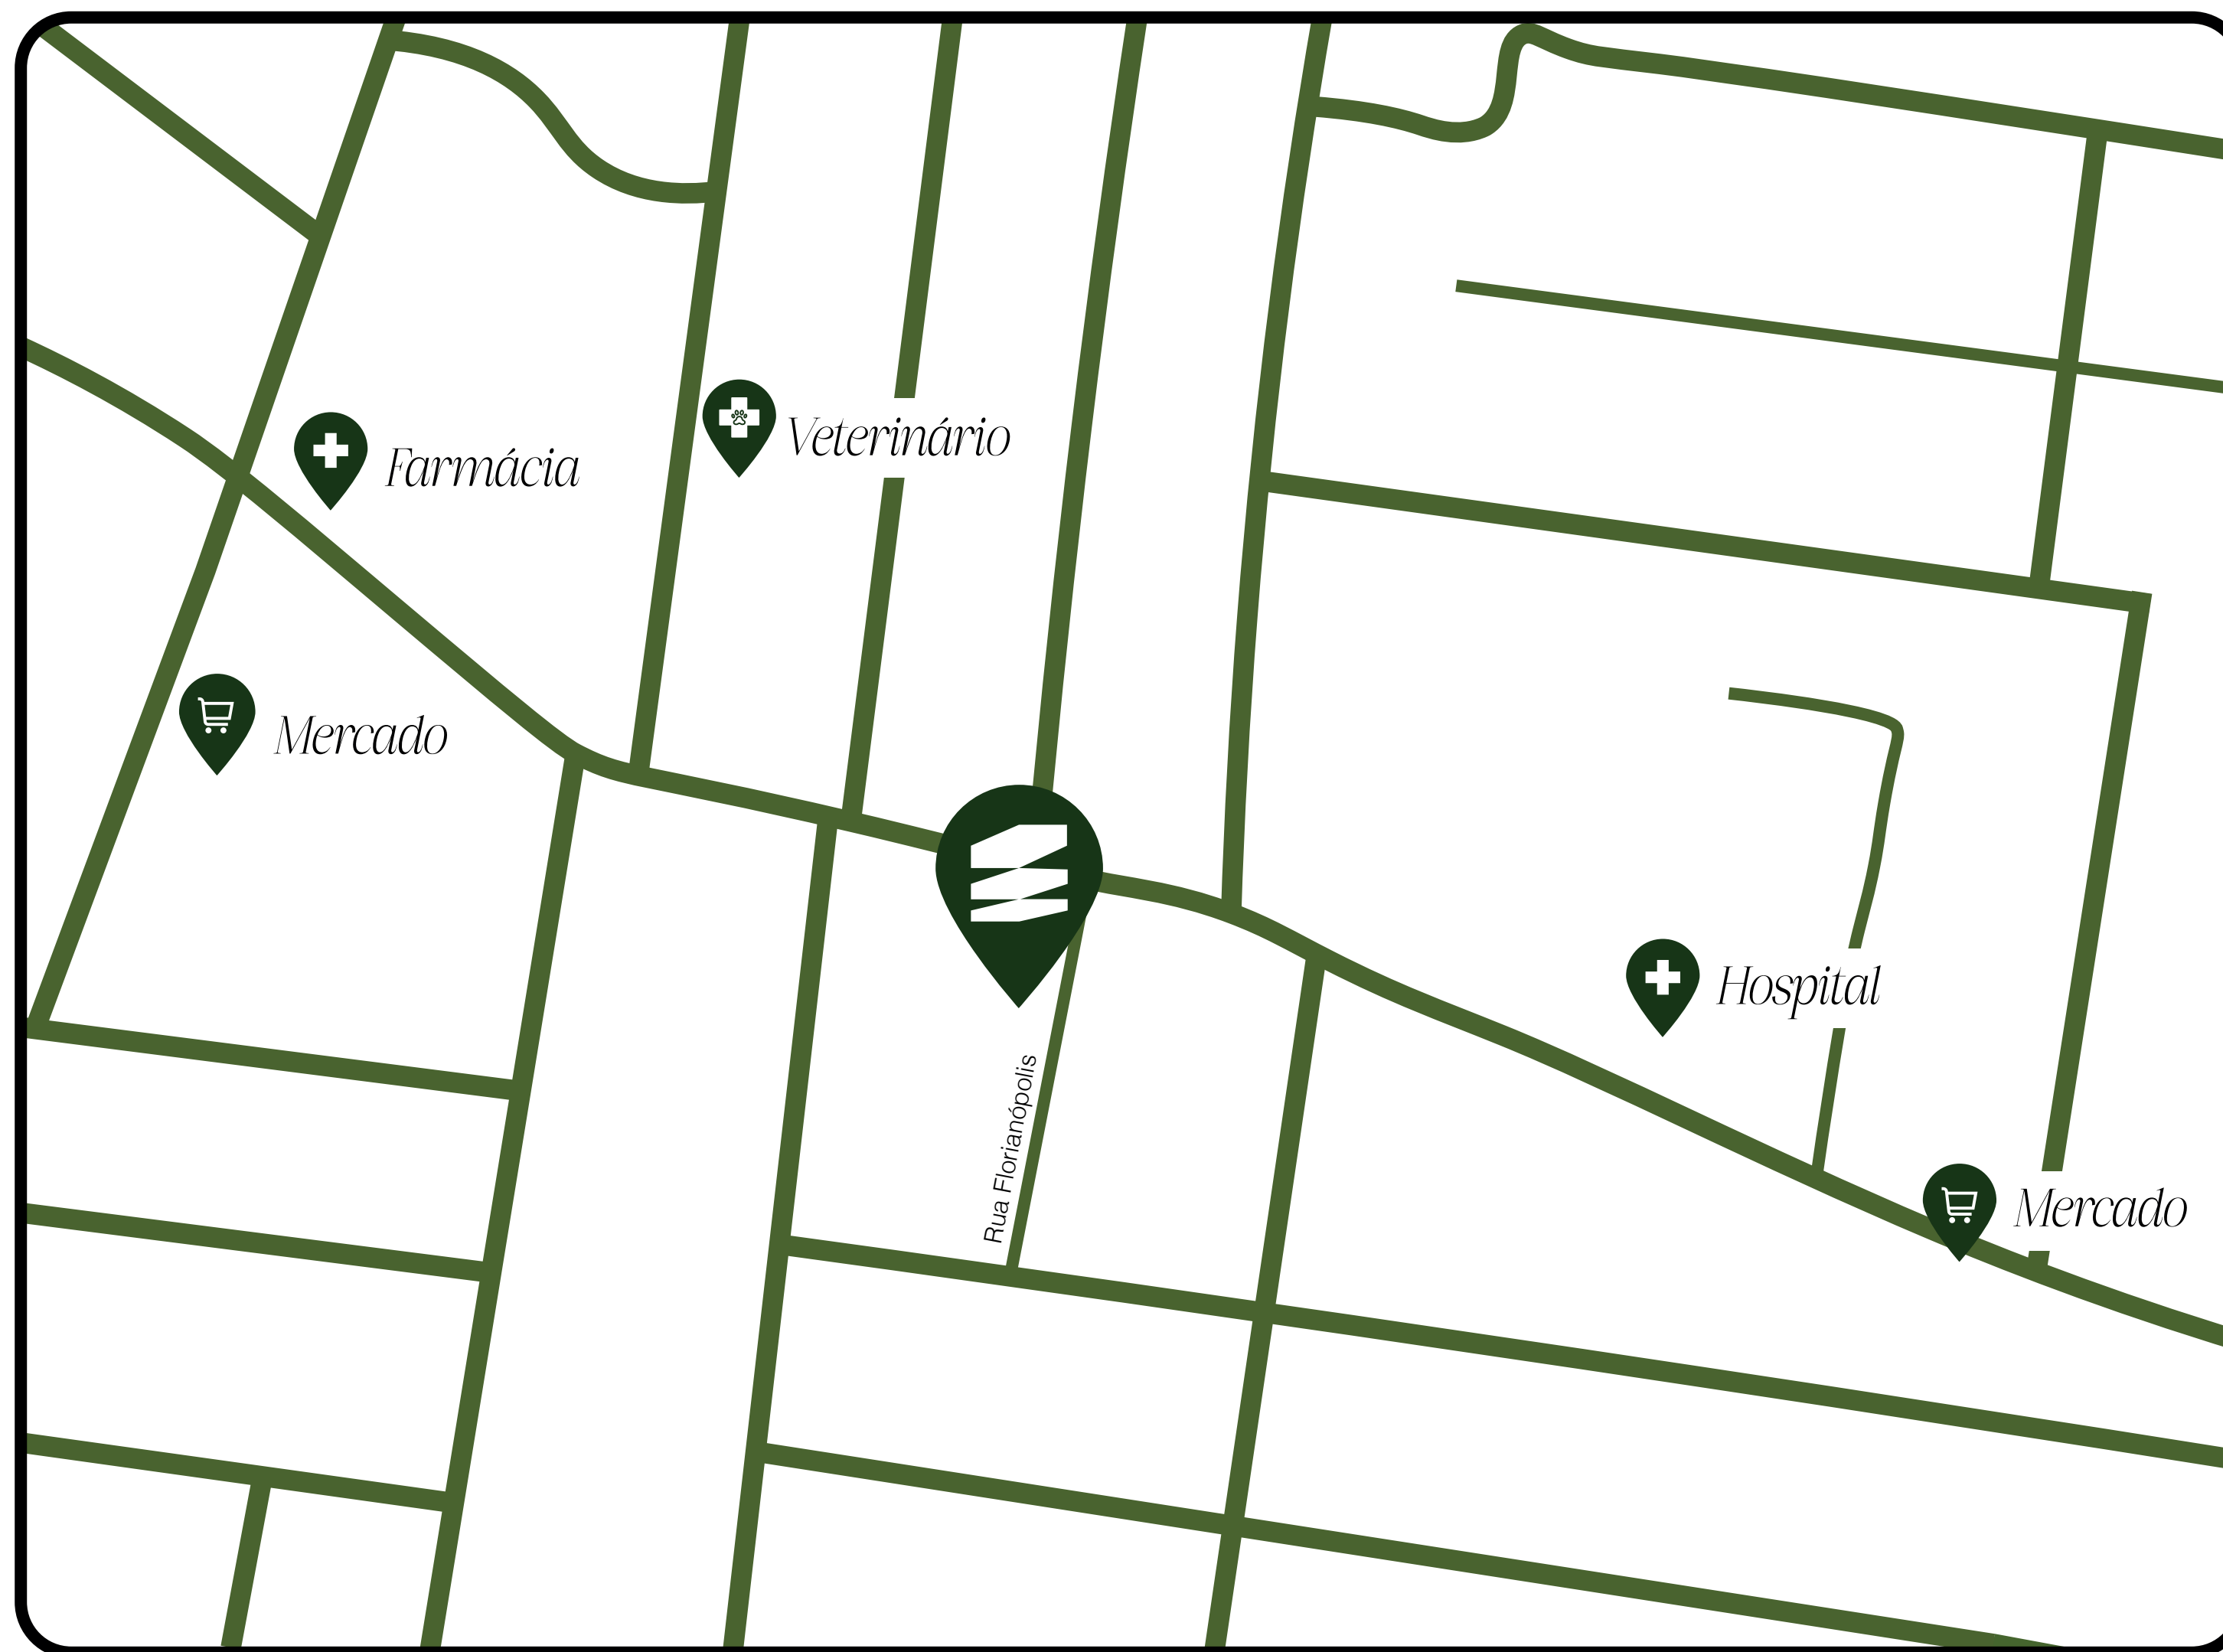 Veterinário
Farmácia
Mercado
Hospital
Rua Florianópolis
Mercado